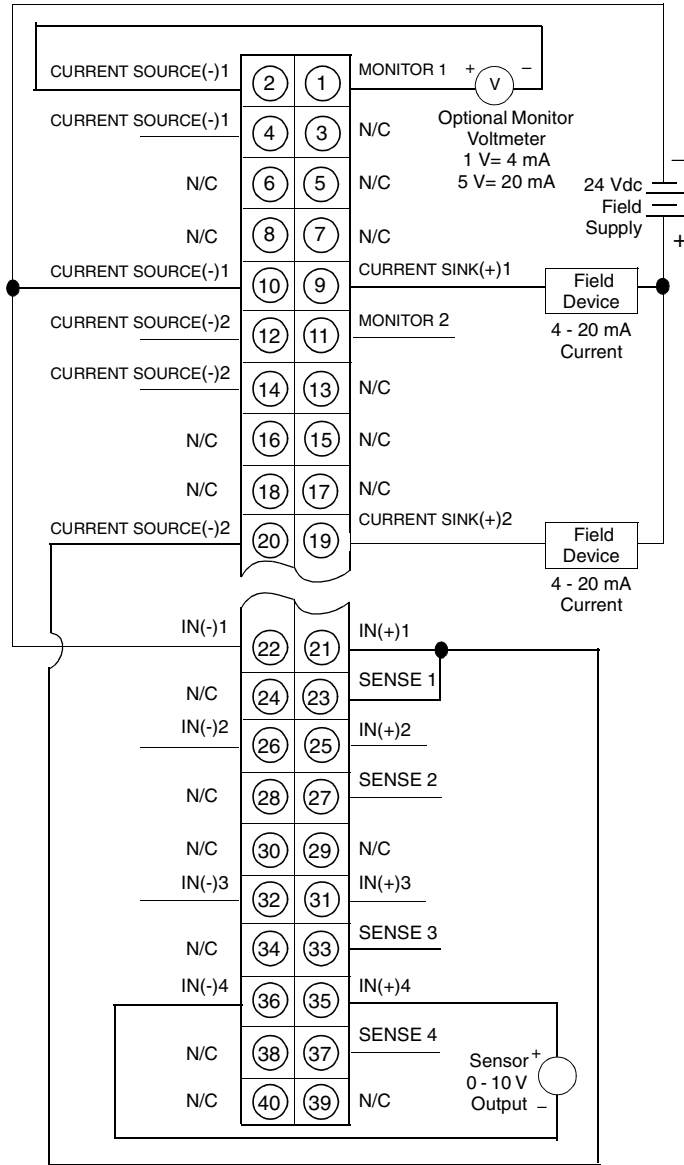 CURRENT SOURCE(-)1 2 1 MONITOR 1 + V –
Optional Monitor
Voltmeter
1 V= 4 mA
5 V= 20 mA
CURRENT SOURCE(-)1 4 3 N/C
N/C 6 5 N/C
–
24 Vdc
Field
Supply
+
N/C 8 7 N/C
CURRENT SOURCE(-)1 10 9 CURRENT SINK(+)1
Field
Device
4 - 20 mA
Current
CURRENT SOURCE(-)2 12 11 MONITOR 2
CURRENT SOURCE(-)2 14 13 N/C
N/C 16 15 N/C
N/C 18 17 N/C
CURRENT SOURCE(-)2 20 19 CURRENT SINK(+)2
Field
Device
4 - 20 mA
Current
IN(-)1 22 21 IN(+)1
N/C 24 23 SENSE 1
IN(-)2 26 25 IN(+)2
N/C 28 27 SENSE 2
N/C 30 29 N/C
IN(-)3 32 31 IN(+)3
N/C 34 33 SENSE 3
IN(-)4 36 35 IN(+)4
N/C 38 37 SENSE 4
Sensor +
0 - 10 V
Output –
N/C 40 39 N/C